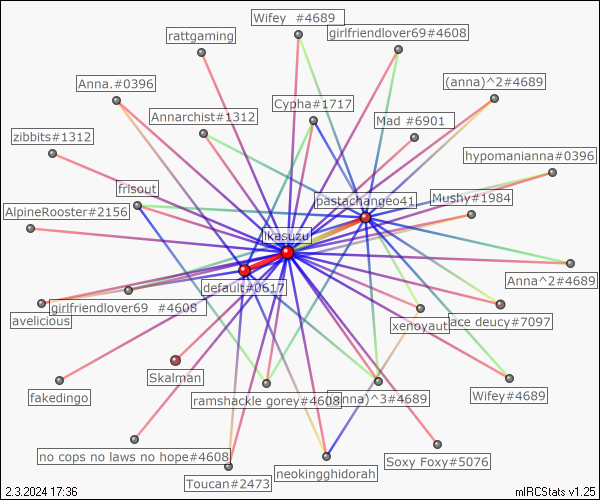 Wifey #4689
rattgaming
girlfriendlover69#4608
Anna.#0396
(anna)^2#4689
Cypha#1717
Annarchist#1312
Mad #6901
zibbits#1312
hypomanianna#0396
frisout
pastachangeo41
Mushy#1984
AlpineRooster#2156
ikasuzu
Anna^2#4689
default#0617
girlfriendlover69 #4608
avelicious
xenoyaut
ace deucy#7097
Skalman
fakedingo
ramshackle gorey#4608
(anna)^3#4689
Wifey#4689
no cops no laws no hope#4608
Soxy Foxy#5076
neokingghidorah
Toucan#2473
2.3.2024 17:36
mIRCStats v1.25